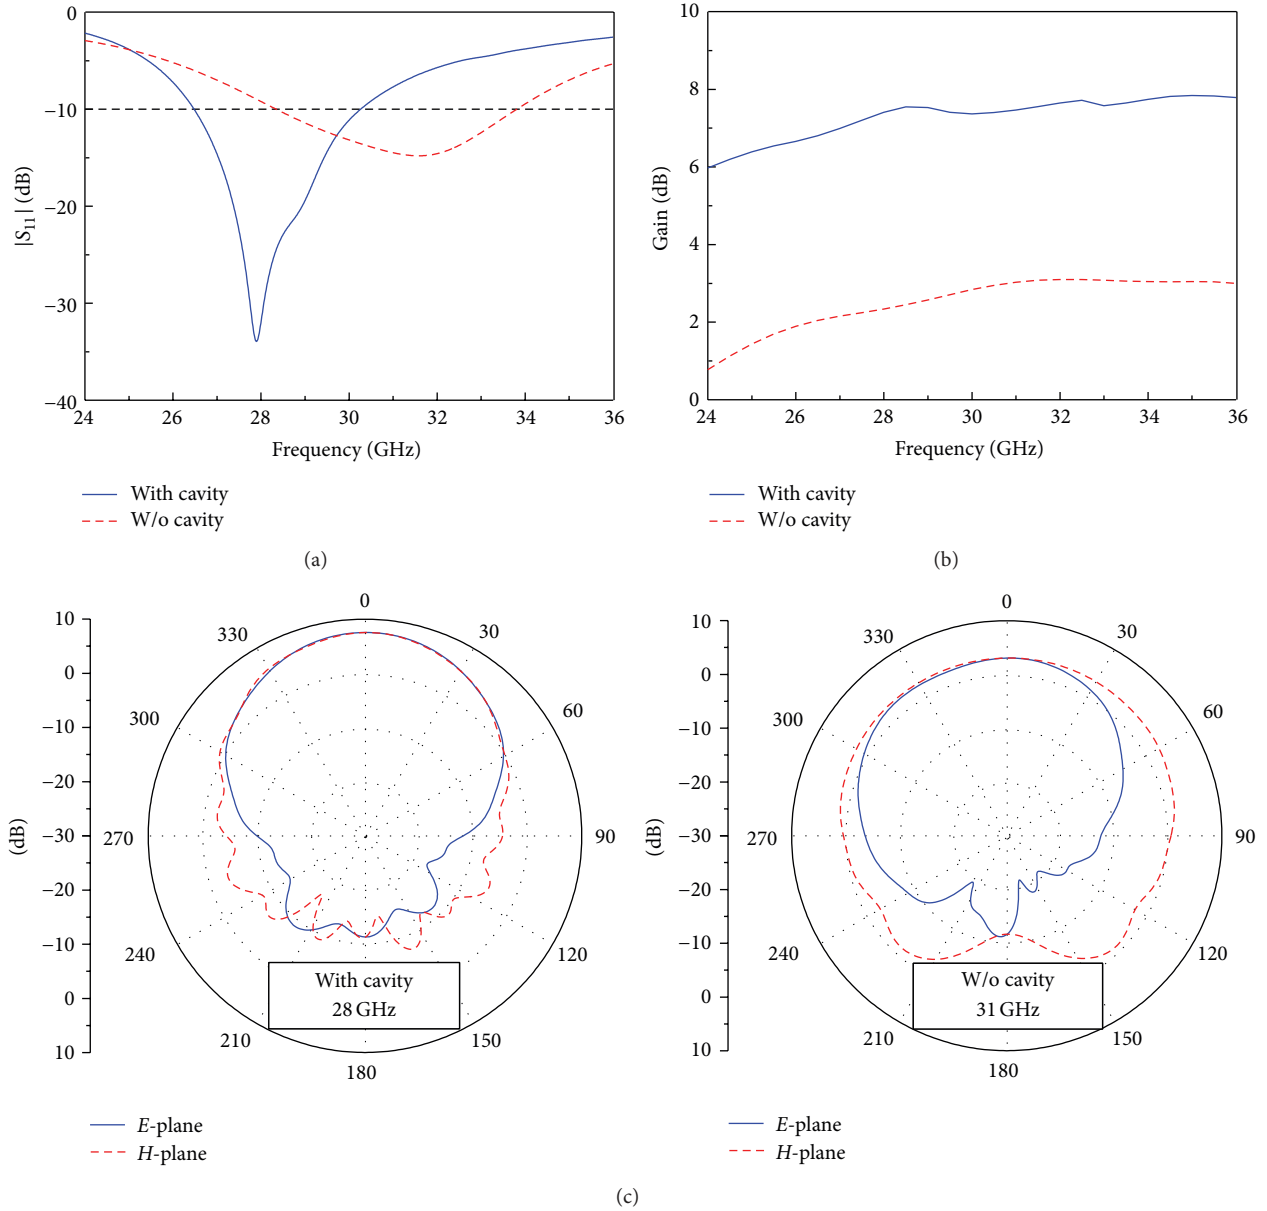 0
−10
−20
−30
−40
|S11| (dB)
24 26 28 30 32 34 36
Frequency (GHz)
With cavity
W/o cavity
(a)
10
8
6
4
2
0
Gain (dB)
24 26 28 30 32 34 36
Frequency (GHz)
With cavity
W/o cavity
(b)
10
0
−10
−20
−30
−20
−10
0
10
(dB)
0
30
60
90
120
150
180
210
240
270
300
330
With cavity
28 GHz
E-plane
H-plane
10
0
−10
−20
−30
−20
−10
0
10
(dB)
0
30
60
90
120
150
180
210
240
270
300
330
W/o cavity
31 GHz
E-plane
H-plane
(c)